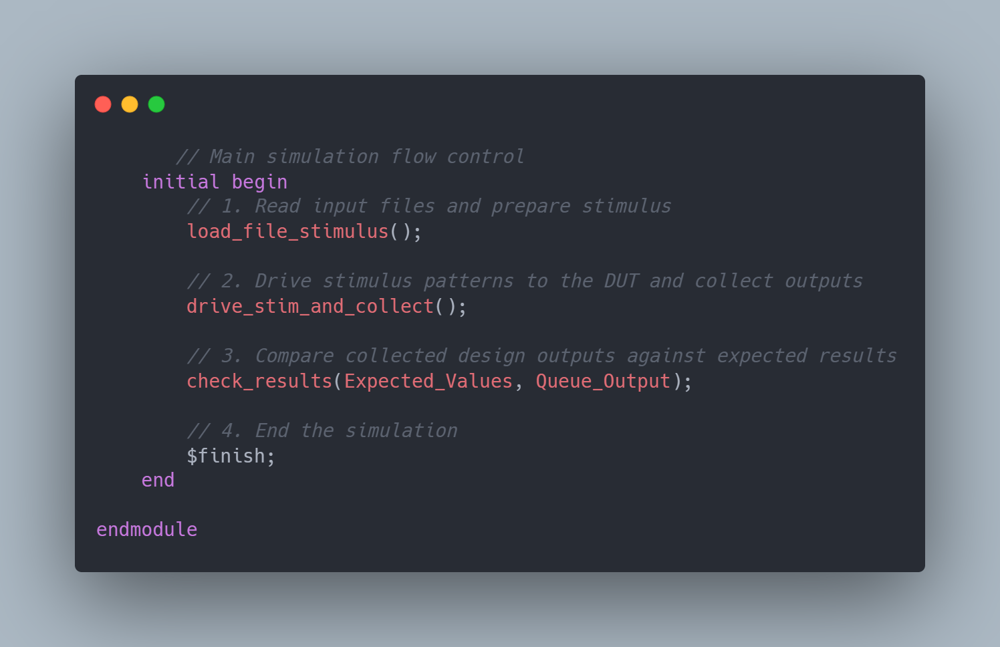 // Main simulation flow control
initial begin
// 1. Read input files and prepare stimulus
load_file_stimulus();
// 2. Drive stimulus patterns to the DUT and collect outputs
drive_stim_and_collect();
// 3. Compare collected design outputs against expected results
check_results(Expected_Values, Queue_Output);
// 4. End the simulation
$finish;
end
endmodule